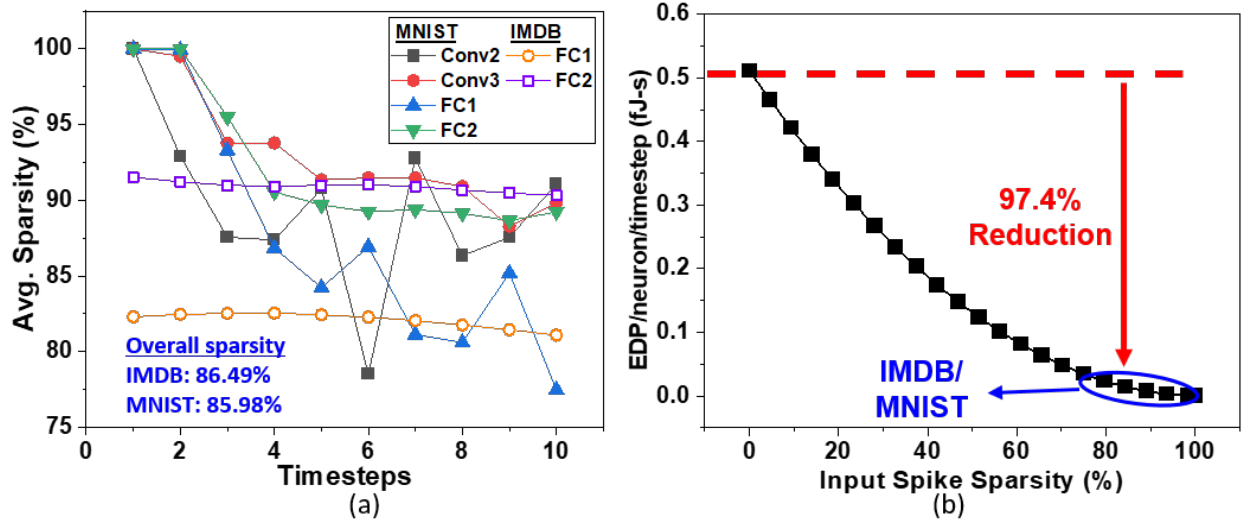 Avg. Sparsity (%)
100
95
90
85
80
75
0
2
4
6
8
10
Timesteps
MNIST
IMDB
Conv2
FC1
Conv3
FC2
FC1
FC2
Overall sparsity
IMDB: 86.49%
MNIST: 85.98%
(a)
EDP/neuron/timestep (fJ-s)
0.5
0.4
0.3
0.2
0.1
0.0
0
20
40
60
80
100
Input Spike Sparsity (%)
97.4%
Reduction
IMDB/
MNIST
(b)